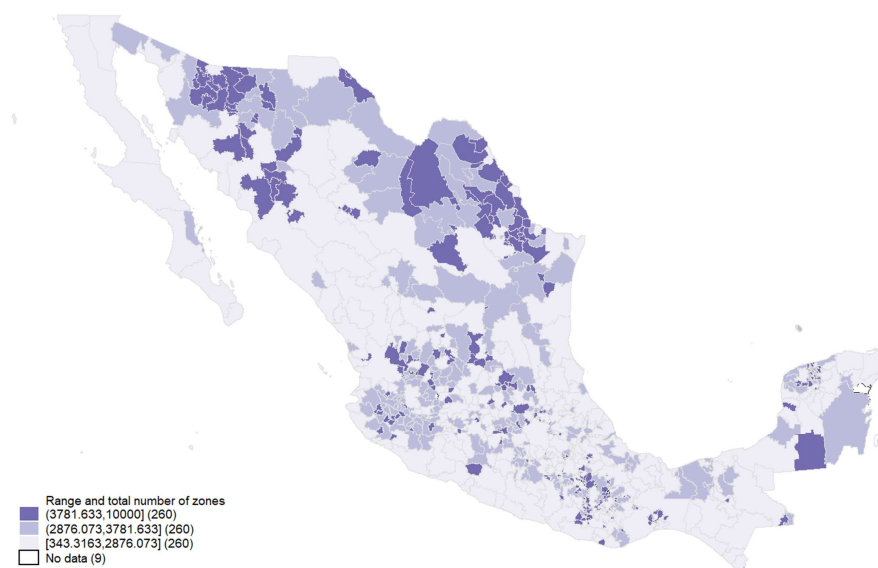 Range and total number of zones
(3781.633,10000] (260)
(2876.073,3781.633] (260)
[343.3163,2876.073] (260)
No data (9)